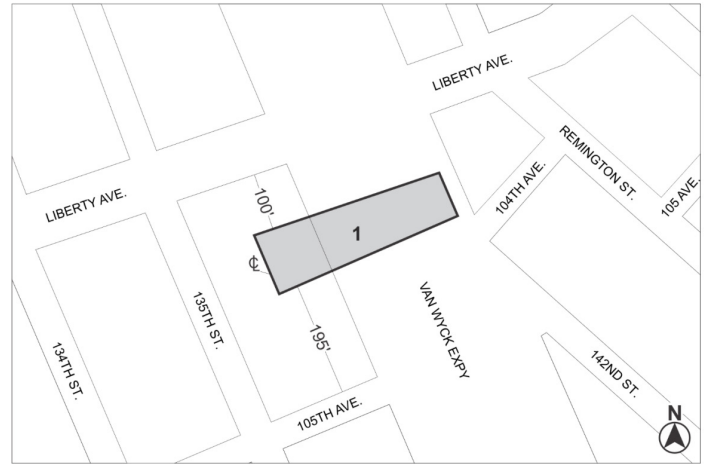 LIBERTY AVE.
REMINGTON ST.
104TH AVE.
105 AVE.
LIBERTY AVE.
100'
1
℄
135TH ST.
195'
VAN WYCK EXPY
134TH ST.
142ND ST.
105TH AVE.
N